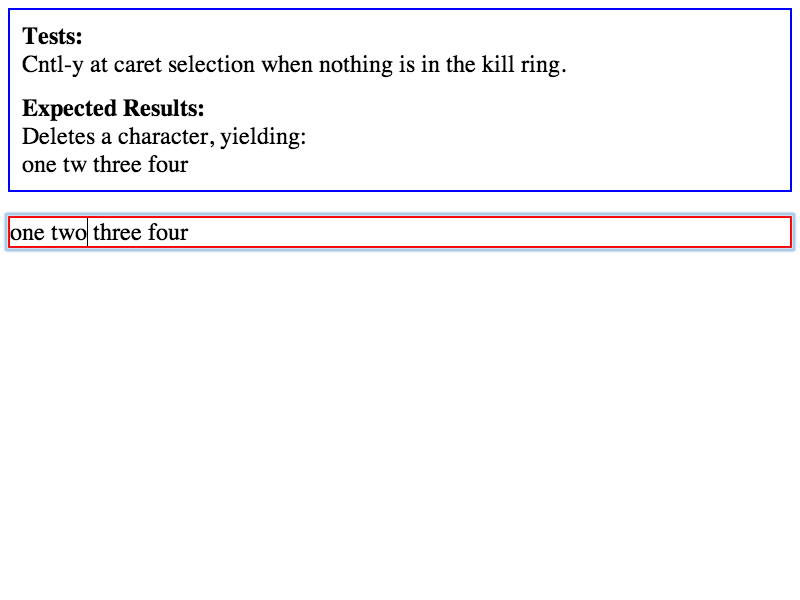 Tests:
Cntl-y at caret selection when nothing is in the kill ring.
Expected Results:
Deletes a character, yielding:
one tw three four
one two three four